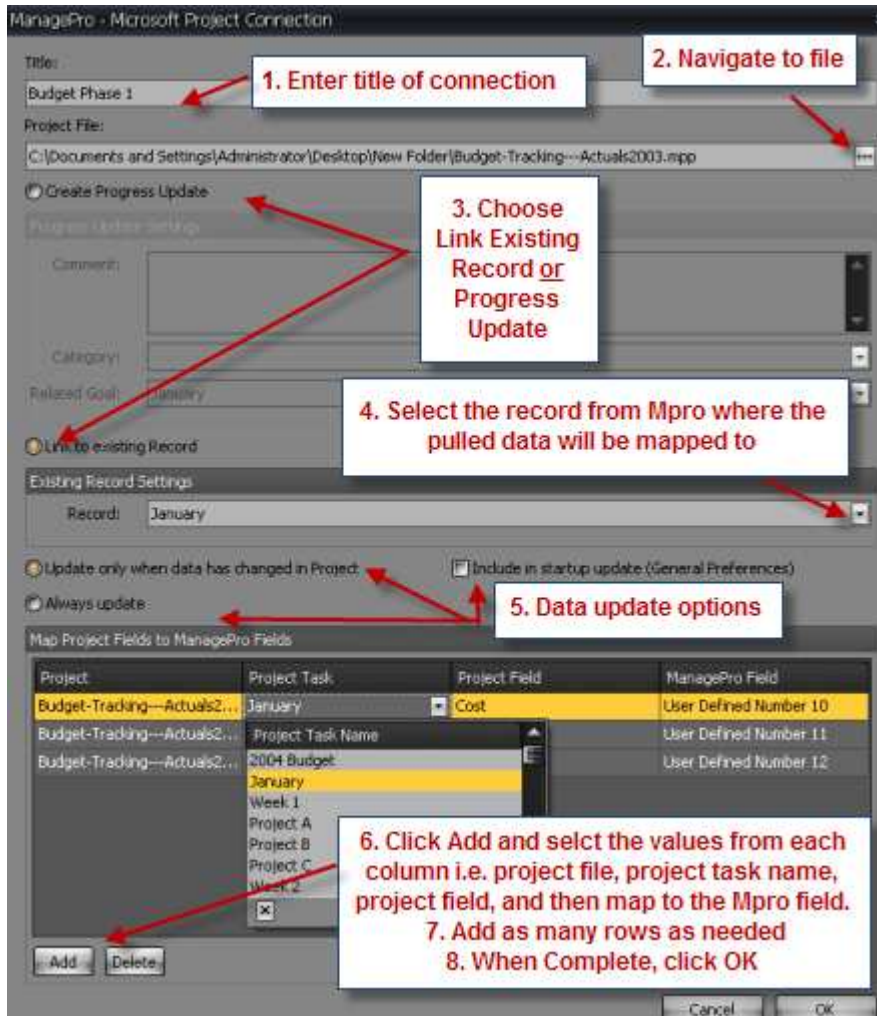 ManagePro - Microsoft Project Connection
Title:
1. Enter title of connection
2. Navigate to file
Budget Phase 1
Project File:
C:\Documents and Settings\Administrator\Desktop\New Folder\Budget-Tracking---Actuals2003.mpp
Create Progress Update
3. Choose
Link Existing
Record or
Progress
Update
Progress Update Settings
Comment:
Category:
Related Goal:
January
4. Select the record from Mpro where the
pulled data will be mapped to
Link to existing Record
Existing Record Settings
Record:
January
Update only when data has changed in Project
Include in startup update (General Preferences)
Always update
5. Data update options
Map Project Fields to ManagePro Fields
Project Project Task Project Field ManagePro Field
Budget-Tracking---Actuals2... January Cost User Defined Number 10
Budget-Tracking---Actuals2... User Defined Number 11
Budget-Tracking---Actuals2... User Defined Number 12
Project Task Name
2004 Budget
January
Week 1
Project A
Project B
Project C
Week 2
6. Click Add and selct the values from each
column i.e. project file, project task name,
project field, and then map to the Mpro field.
7. Add as many rows as needed
8. When Complete, click OK
Add Delete
Cancel OK